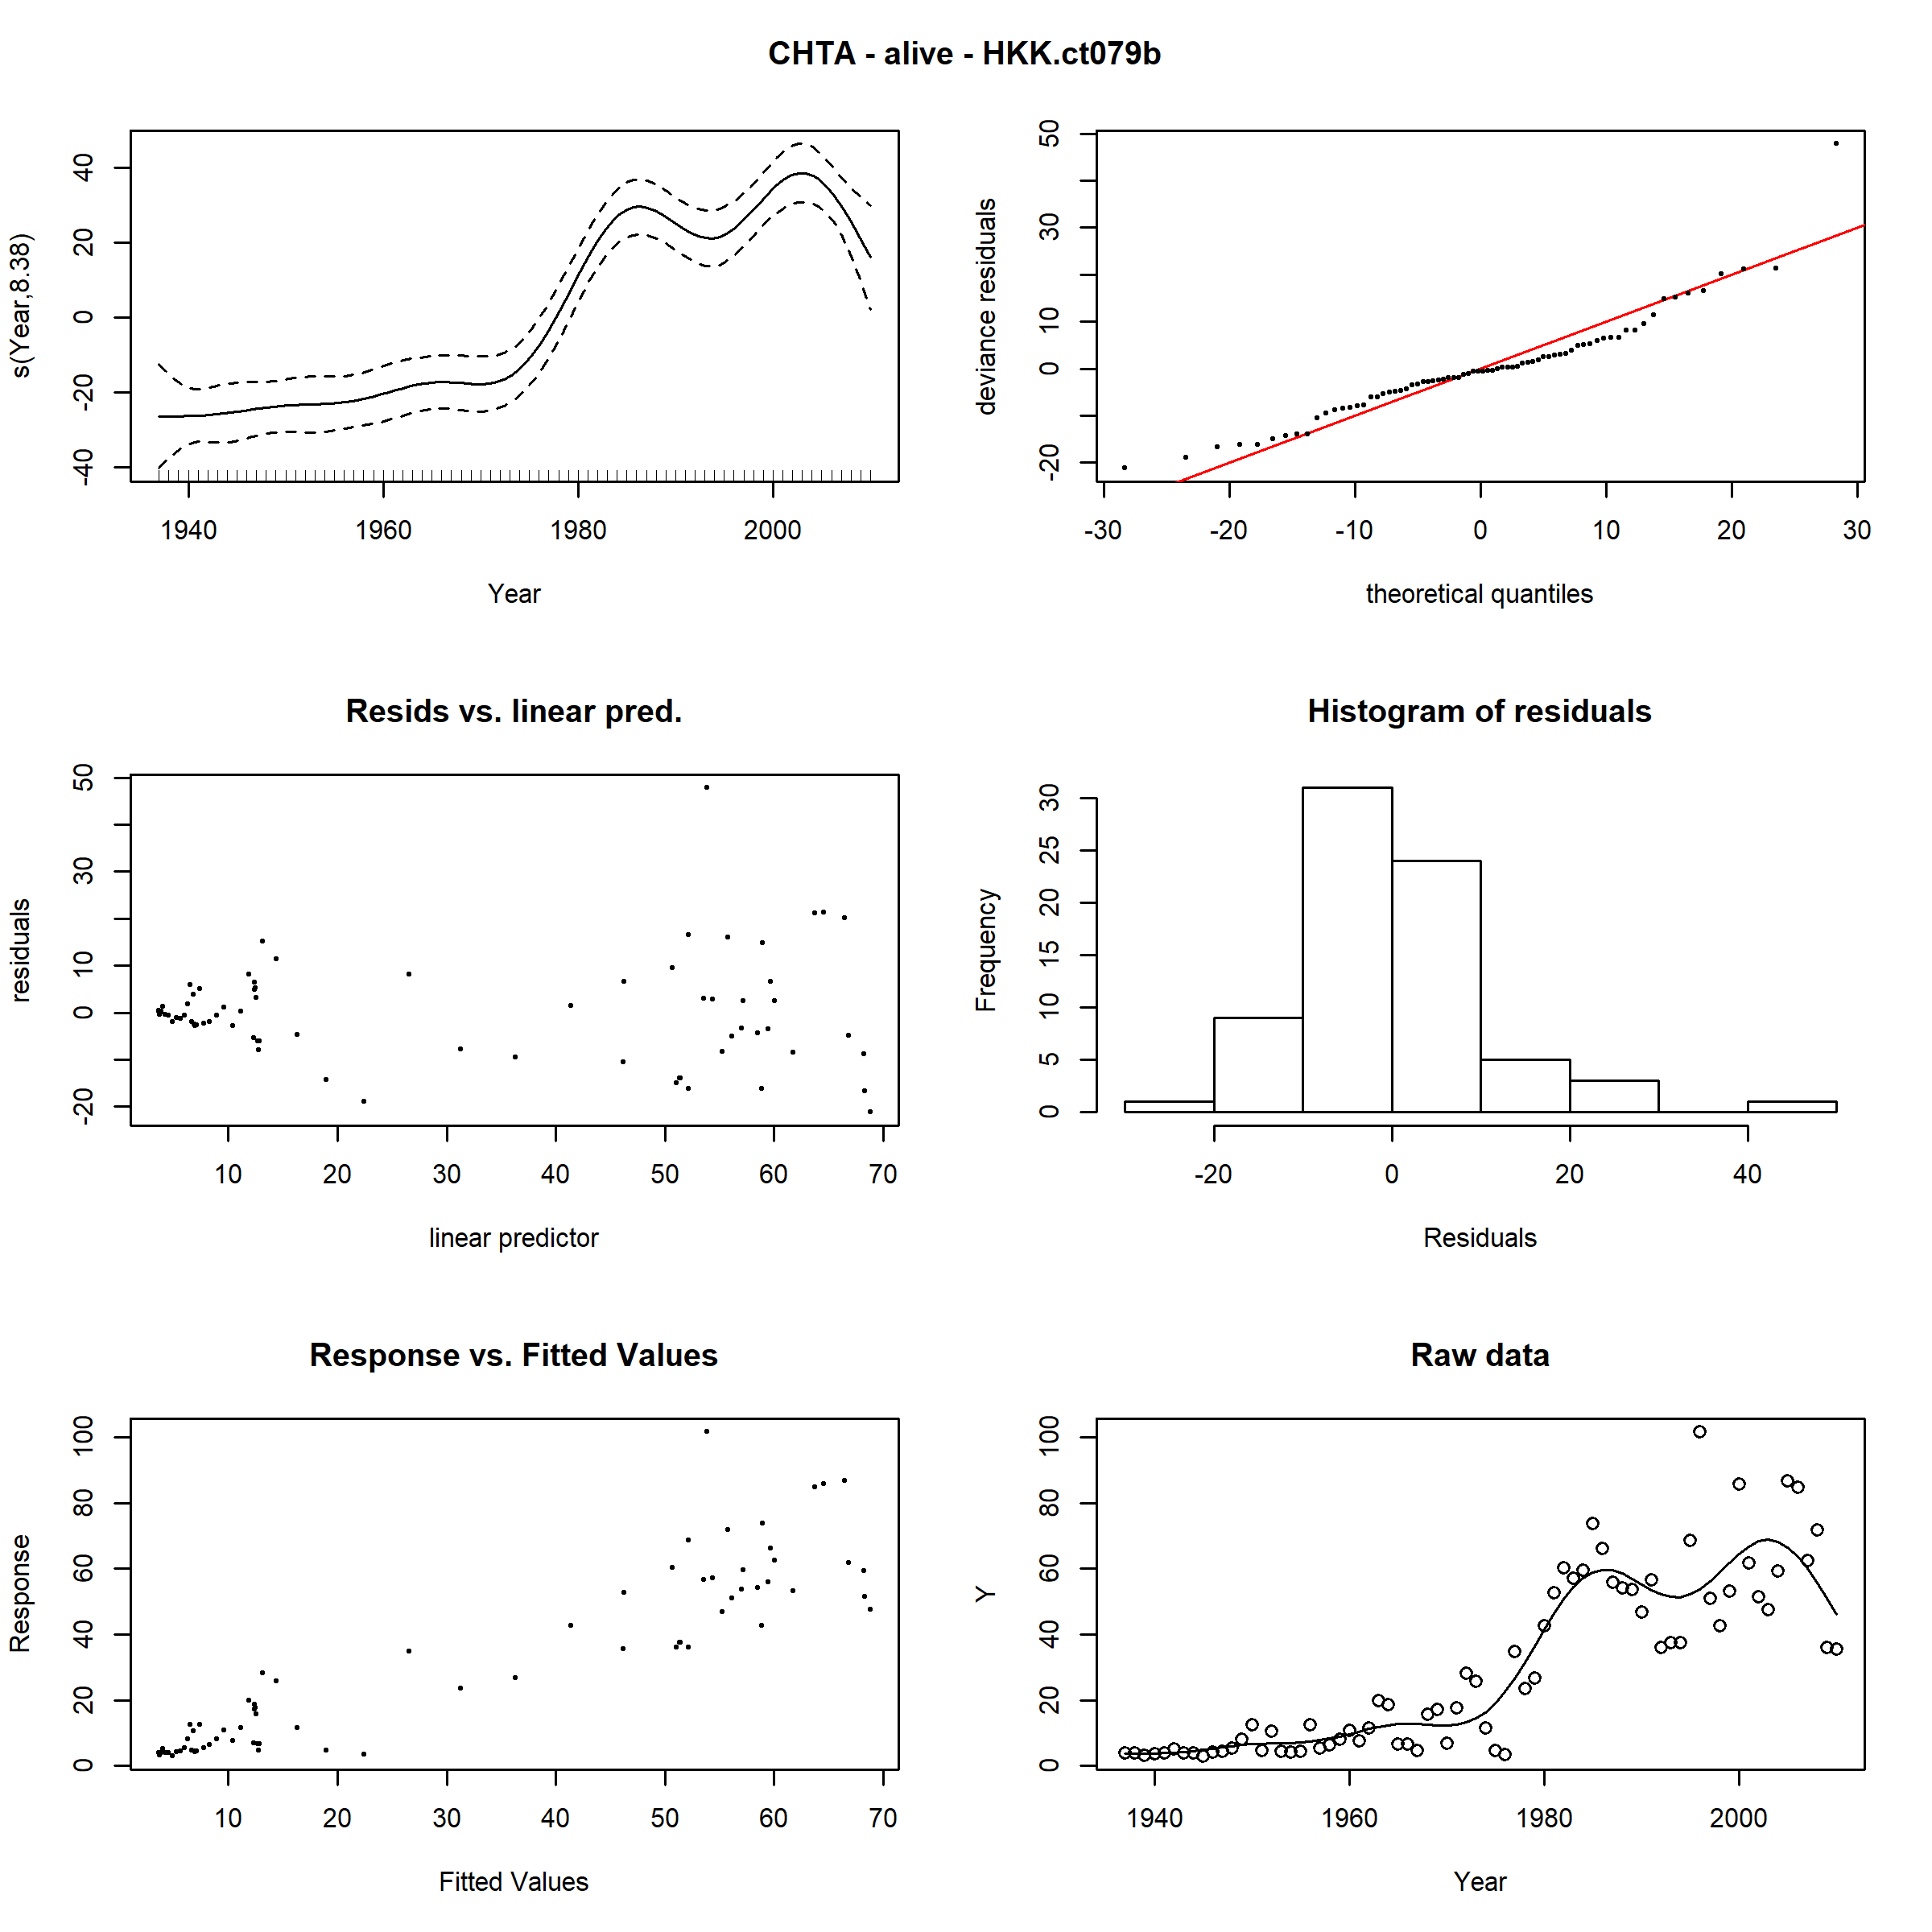 CHTA - alive - HKK.ct079b
s(Year,8.38)
40
20
0
-20
-40
1940 1960 1980 2000
Year
deviance residuals
50
30
10
0
-20
-30 -20 -10 0 10 20 30
theoretical quantiles
Resids vs. linear pred.
residuals
50
30
10
0
-20
10 20 30 40 50 60 70
linear predictor
Histogram of residuals
Frequency
30
25
20
15
10
5
0
-20 0 20 40
Residuals
Response vs. Fitted Values
Response
100
80
60
40
20
0
10 20 30 40 50 60 70
Fitted Values
Raw data
Y
100
80
60
40
20
0
1940 1960 1980 2000
Year